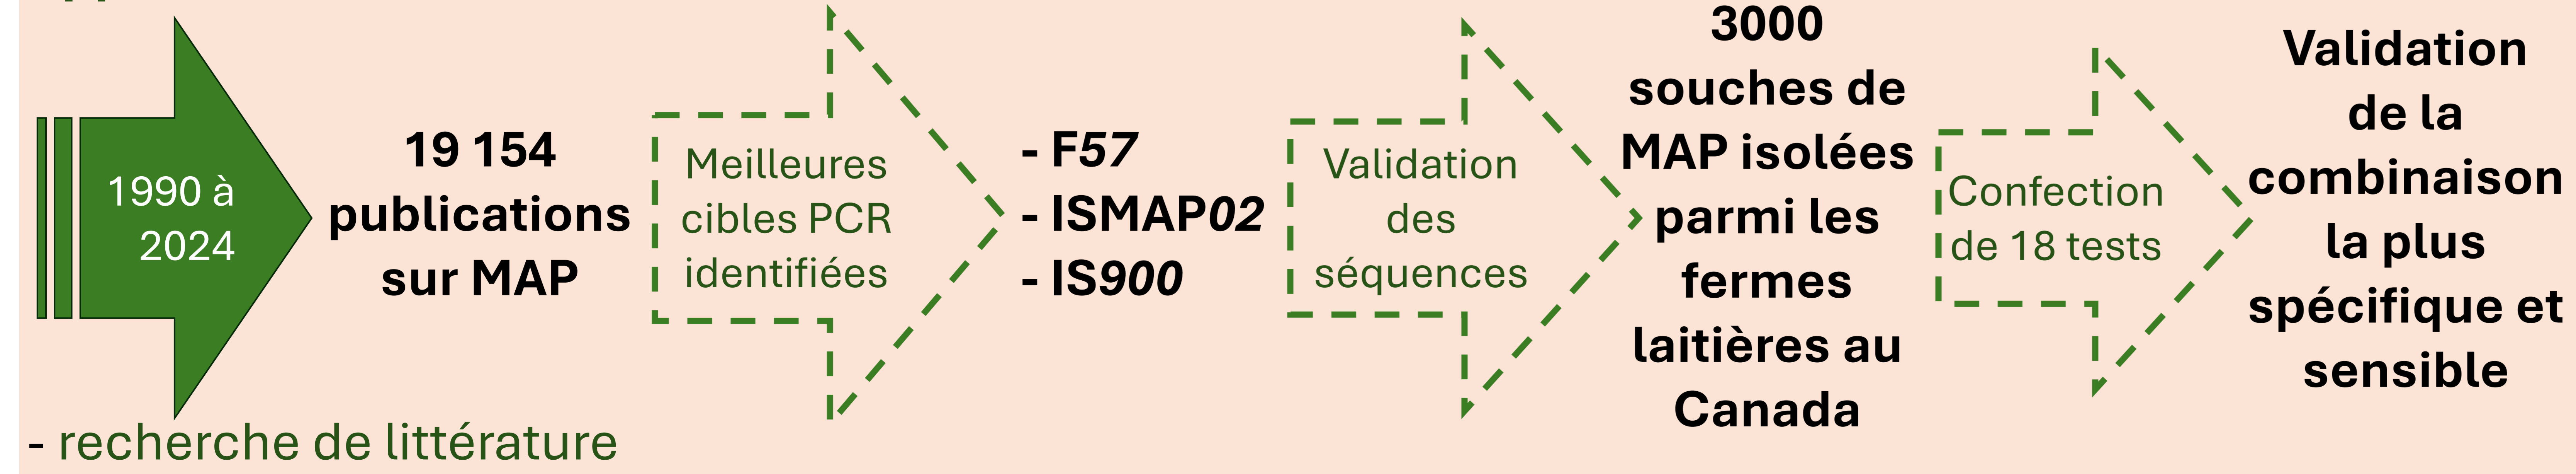 1990 à
2024
19 154
publications
sur MAP
Meilleures
cibles PCR
identifiées
- F57
- ISMAP02
- IS900
Validation
des
séquences
3000
souches de
MAP isolées
parmi les
fermes
laitières au
Canada
Confection
de 18 tests
Validation
de la
combinaison
la plus
spécifique et
sensible
- recherche de littérature